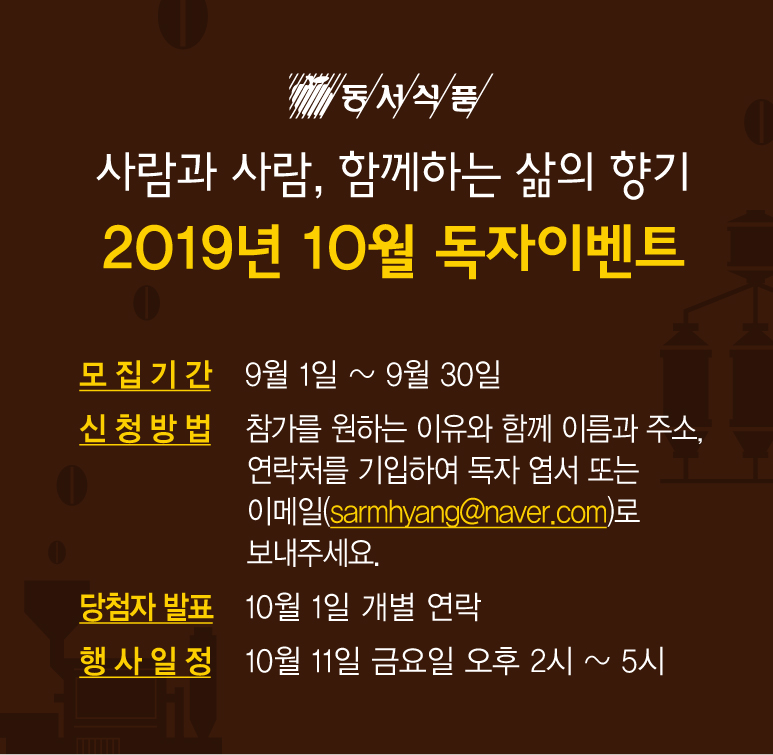 동서식품
사람과 사람, 함께하는 삶의 향기
2019년 10월 독자이벤트
모집기간 9월 1일 ~ 9월 30일
신청방법 참가를 원하는 이유와 함께 이름과 주소,
연락처를 기입하여 독자 엽서 또는
이메일(sarmhyang@naver.com)로
보내주세요.
당첨자 발표 10월 1일 개별 연락
행사일정 10월 11일 금요일 오후 2시 ~ 5시